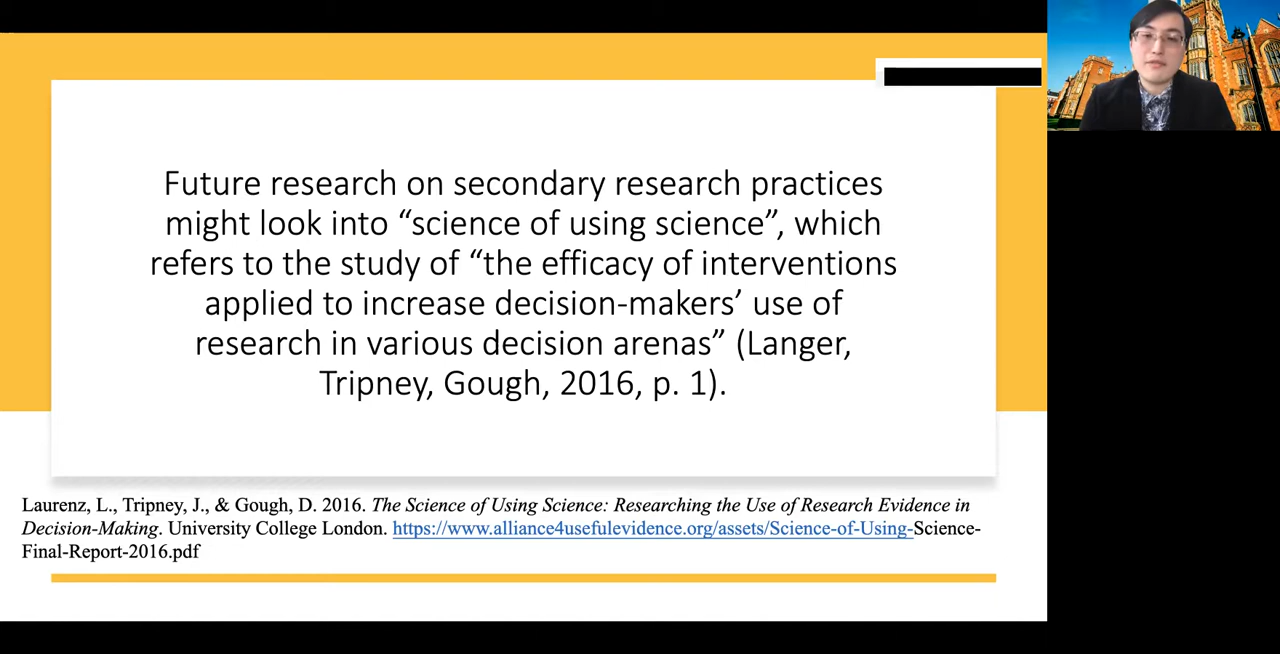 Future research on secondary research practices
might look into “science of using science”, which
refers to the study of “the efficacy of interventions
applied to increase decision-makers’ use of
research in various decision arenas” (Langer,
Tripney, Gough, 2016, p. 1).
Laurenz, L., Tripney, J., & Gough, D. 2016. The Science of Using Science: Researching the Use of Research Evidence in
Decision-Making. University College London. https://www.alliance4usefulevidence.org/assets/Science-of-Using-Science-
Final-Report-2016.pdf